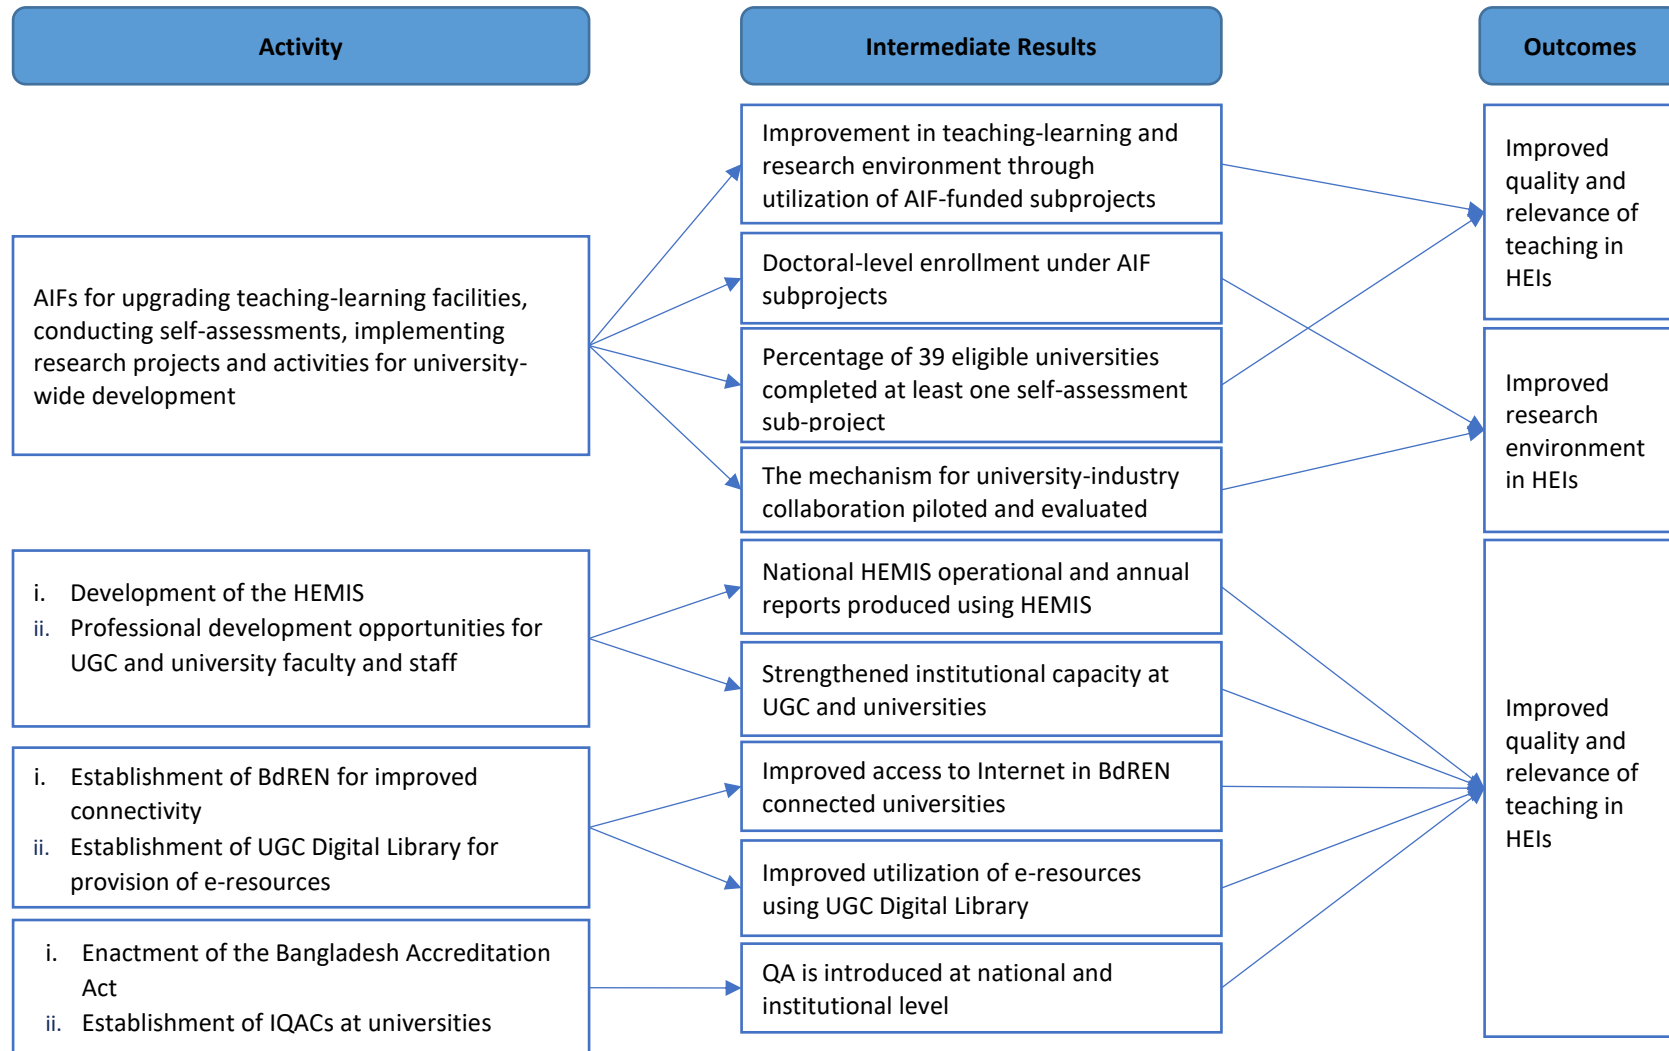 Activity
Intermediate Results
Outcomes
AIFs for upgrading teaching-learning facilities,
conducting self-assessments, implementing
research projects and activities for university-
wide development
i. Development of the HEMIS
ii. Professional development opportunities for
UGC and university faculty and staff
i. Establishment of BdREN for improved
connectivity
ii. Establishment of UGC Digital Library for
provision of e-resources
i. Enactment of the Bangladesh Accreditation
Act
ii. Establishment of IQACs at universities
Improvement in teaching-learning and
research environment through
utilization of AIF-funded subprojects
Doctoral-level enrollment under AIF
subprojects
Percentage of 39 eligible universities
completed at least one self-assessment
sub-project
The mechanism for university-industry
collaboration piloted and evaluated
National HEMIS operational and annual
reports produced using HEMIS
Strengthened institutional capacity at
UGC and universities
Improved access to Internet in BdREN
connected universities
Improved utilization of e-resources
using UGC Digital Library
QA is introduced at national and
institutional level
Improved
quality and
relevance of
teaching in
HEIs
Improved
research
environment
in HEIs
Improved
quality and
relevance of
teaching in
HEIs